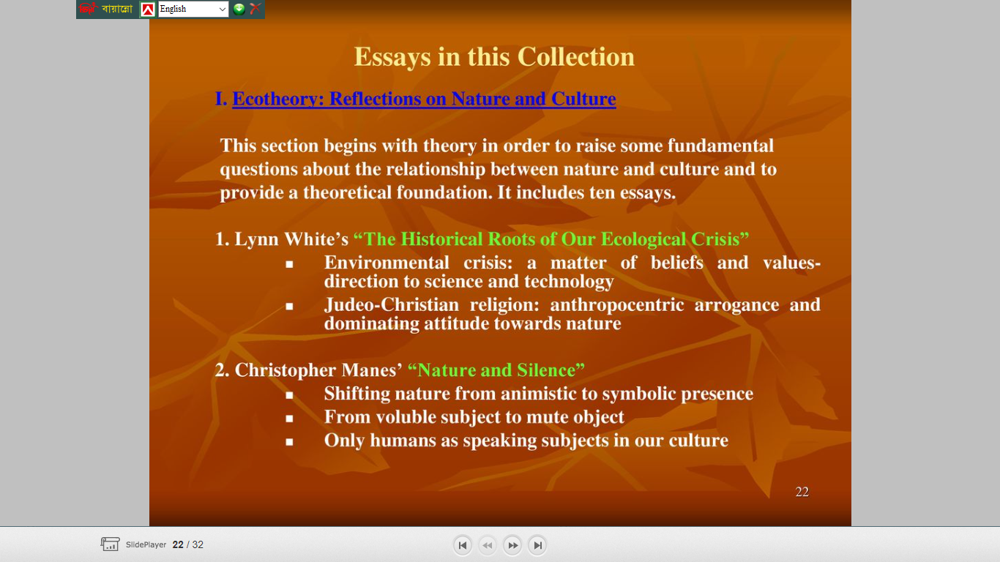 বায়ান্নো
English
Essays in this Collection
I. Ecotheory: Reflections on Nature and Culture
This section begins with theory in order to raise some fundamental
questions about the relationship between nature and culture and to
provide a theoretical foundation. It includes ten essays.
1. Lynn White’s “The Historical Roots of Our Ecological Crisis”
▪ Environmental crisis: a matter of beliefs and values-
direction to science and technology
▪ Judeo-Christian religion: anthropocentric arrogance and
dominating attitude towards nature
2. Christopher Manes’ “Nature and Silence”
▪ Shifting nature from animistic to symbolic presence
▪ From voluble subject to mute object
▪ Only humans as speaking subjects in our culture
22
SlidePlayer 22 / 32